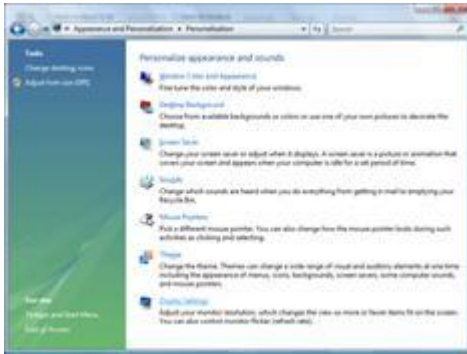 Appearance and Personalization ▸ Personalization
Tasks
Change desktop icons
Adjust font size (DPI)
Personalize appearance and sounds
Window Color and Appearance
Fine tune the color and style of your windows.
Desktop Background
Choose from available backgrounds or colors or use one of your own pictures to decorate the
desktop.
Screen Saver
Change your screen saver or adjust when it displays. A screen saver is a picture or animation that
covers your screen and appears when your computer is idle for a set period of time.
Sounds
Change which sounds are heard when you do everything from getting e-mail to emptying your
Recycle Bin.
Mouse Pointers
Pick a different mouse pointer. You can also change how the mouse pointer looks during such
activities as clicking and selecting.
Theme
Change the theme. Themes can change a wide range of visual and auditory elements at one time
including the appearance of menus, icons, backgrounds, screen savers, some computer sounds,
and mouse pointers.
Display Settings
Adjust your monitor resolution, which changes the view so more or fewer items fit on the screen.
You can also control monitor flicker (refresh rate).
See also
Taskbar and Start Menu
Ease of Access